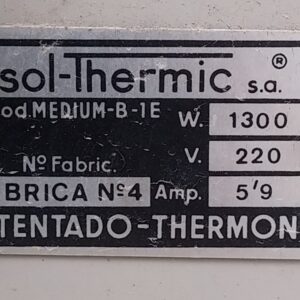 sol-Thermic s.a. ®
od. MEDIUM-B-1E W. 1300
Nº Fabric. V. 220
BRICA Nº4 Amp. 5'9
TENTADO-THERMON